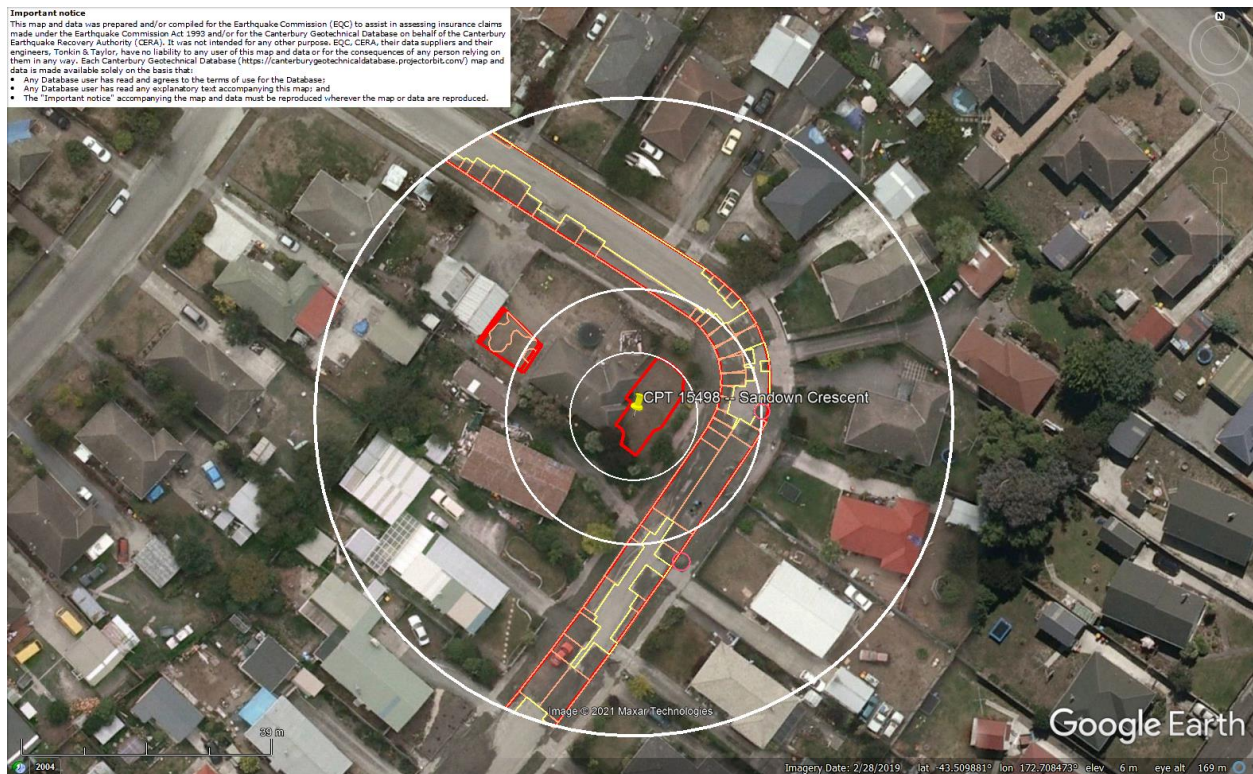 Important notice
This map and data was prepared and/or compiled for the Earthquake Commission (EQC) to assist in assessing insurance claims
made under the Earthquake Commission Act 1993 and/or for the Canterbury Geotechnical Database on behalf of the Canterbury
Earthquake Recovery Authority (CERA). It was not intended for any other purpose. EQC, CERA, their data suppliers and their
engineers, Tonkin & Taylor, have no liability to any user of this map and data or for the consequences of any person relying on
them in any way. Each Canterbury Geotechnical Database (https://canterburygeotechnicaldatabase.projectorbit.com/) map and
data is made available solely on the basis that:
• Any Database user has read and agrees to the terms of use for the Database;
• Any Database user has read any explanatory text accompanying this map; and
• The "Important notice" accompanying the map and data must be reproduced wherever the map or data are reproduced.
N
CPT 15498 -- Sandown Crescent
Image © 2021 Maxar Technologies
Google Earth
39 m
2004
Imagery Date: 2/28/2019 lat -43.509881° lon 172.708473° elev 6 m eye alt 169 m